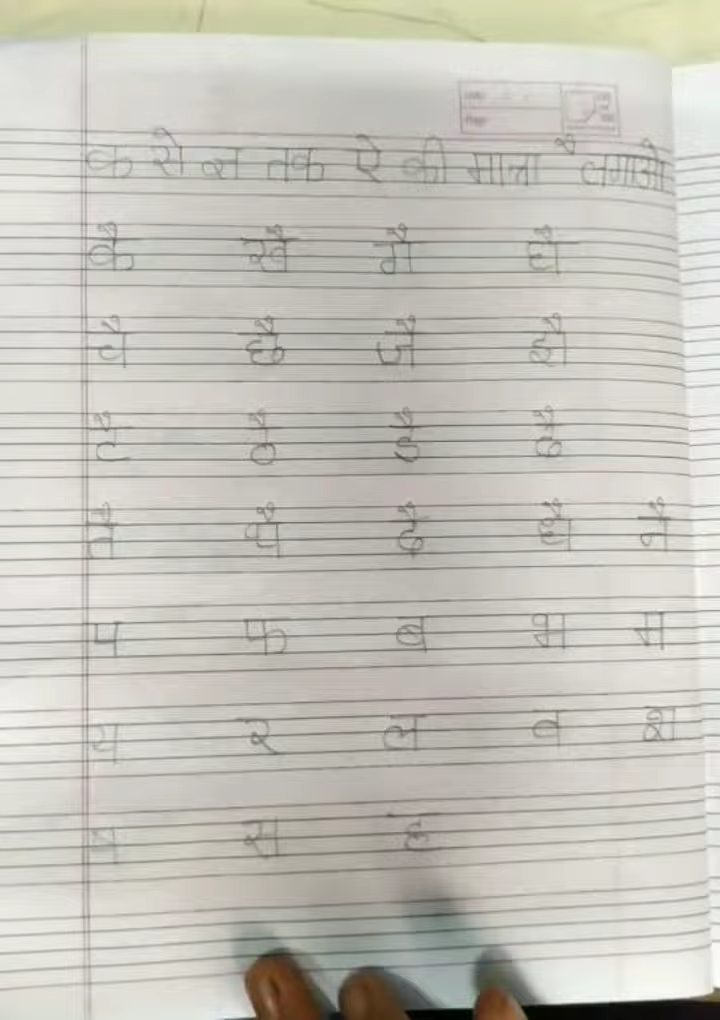 क से ज्ञ तक ऐ की मात्रा ै लगाओ
कै खै गै घै
चै छै जै झै
टै ठै डै ढै
तै थै दै धै नै
प फ ब भ म
य र ल व श
ष स ह